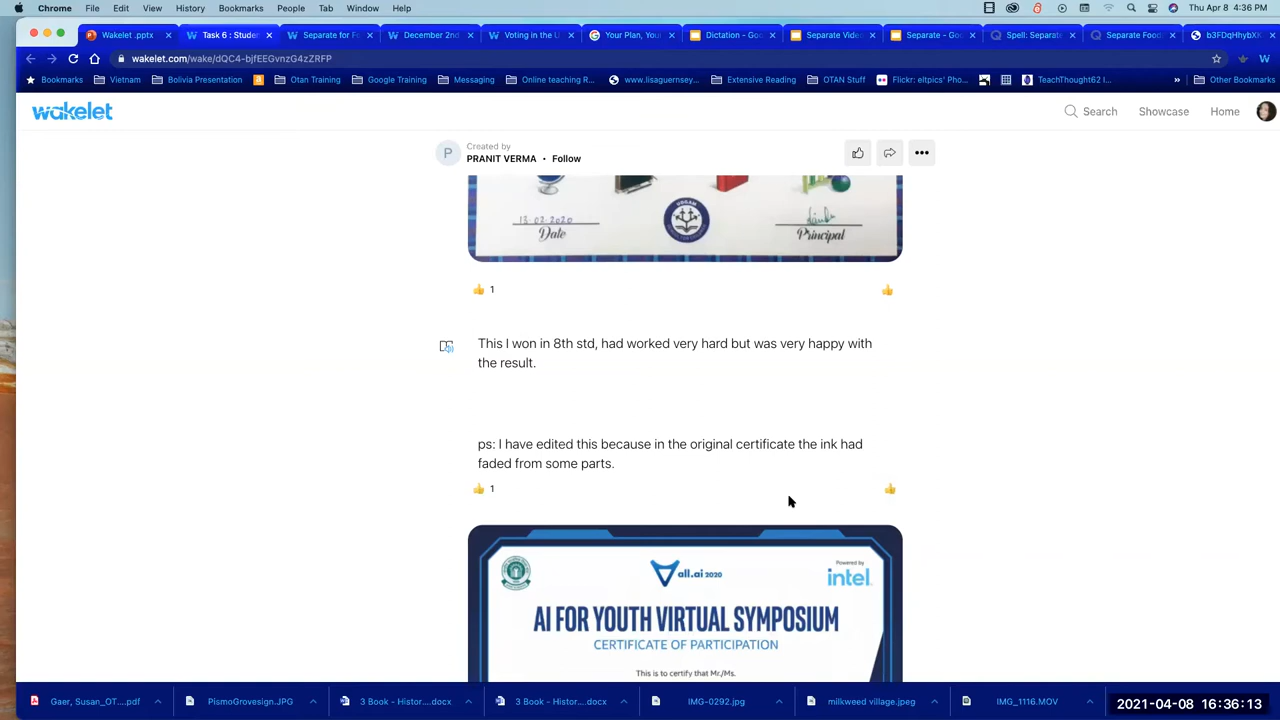 Chrome File Edit View History Bookmarks People Tab Window Help Thu Apr 8 4:36 PM
Wakelet .pptx Task 6 : Studen Separate for Fo December 2nd Voting in the U Your Plan, You Dictation - Goo Separate Video Separate - Goo Spell: Separate Separate Food b3FDqHhybXK
wakelet.com/wake/dQC4-bjfEEGvnzG4zZRFP
Bookmarks Vietnam Bolivia Presentation Otan Training Google Training Messaging Online teaching R... www.lisaguernsey... Extensive Reading OTAN Stuff Flickr: eltpics' Pho... TeachThought62 I... » Other Bookmarks
wakelet Search Showcase Home
P Created by
PRANIT VERMA • Follow
13.02.2020
Date Principal
1
This I won in 8th std, had worked very hard but was very happy with
the result.
ps: I have edited this because in the original certificate the ink had
faded from some parts.
1
all.ai 2020 Powered by
intel
AI FOR YOUTH VIRTUAL SYMPOSIUM
CERTIFICATE OF PARTICIPATION
This is to certify that Mr./Ms.
Gaer, Susan_OT....pdf PismoGrovesign.JPG 3 Book - Histor....docx 3 Book - Histor....docx IMG-0292.jpg milkweed village.jpeg IMG_1116.MOV 2021-04-08 16:36:13